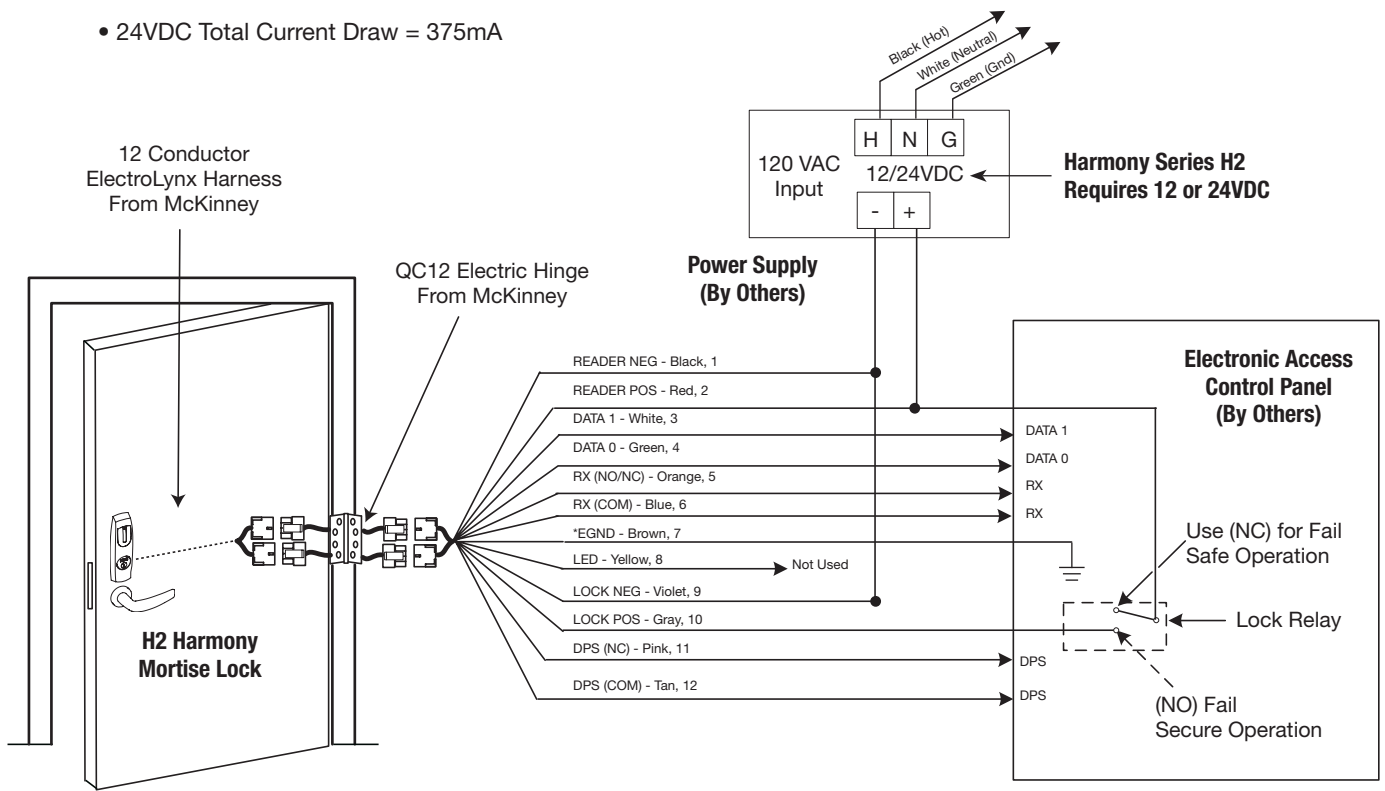 • 24VDC Total Current Draw = 375mA
Black (Hot)
White (Neutral)
Green (Gnd)
H N G
120 VAC
Input
12/24VDC
- +
Harmony Series H2
Requires 12 or 24VDC
Power Supply
(By Others)
12 Conductor
ElectroLynx Harness
From McKinney
QC12 Electric Hinge
From McKinney
H2 Harmony
Mortise Lock
READER NEG - Black, 1
READER POS - Red, 2
DATA 1 - White, 3
DATA 0 - Green, 4
RX (NO/NC) - Orange, 5
RX (COM) - Blue, 6
*EGND - Brown, 7
LED - Yellow, 8
Not Used
LOCK NEG - Violet, 9
LOCK POS - Gray, 10
DPS (NC) - Pink, 11
DPS (COM) - Tan, 12
Electronic Access
Control Panel
(By Others)
DATA 1
DATA 0
RX
RX
Use (NC) for Fail
Safe Operation
Lock Relay
DPS
DPS
(NO) Fail
Secure Operation